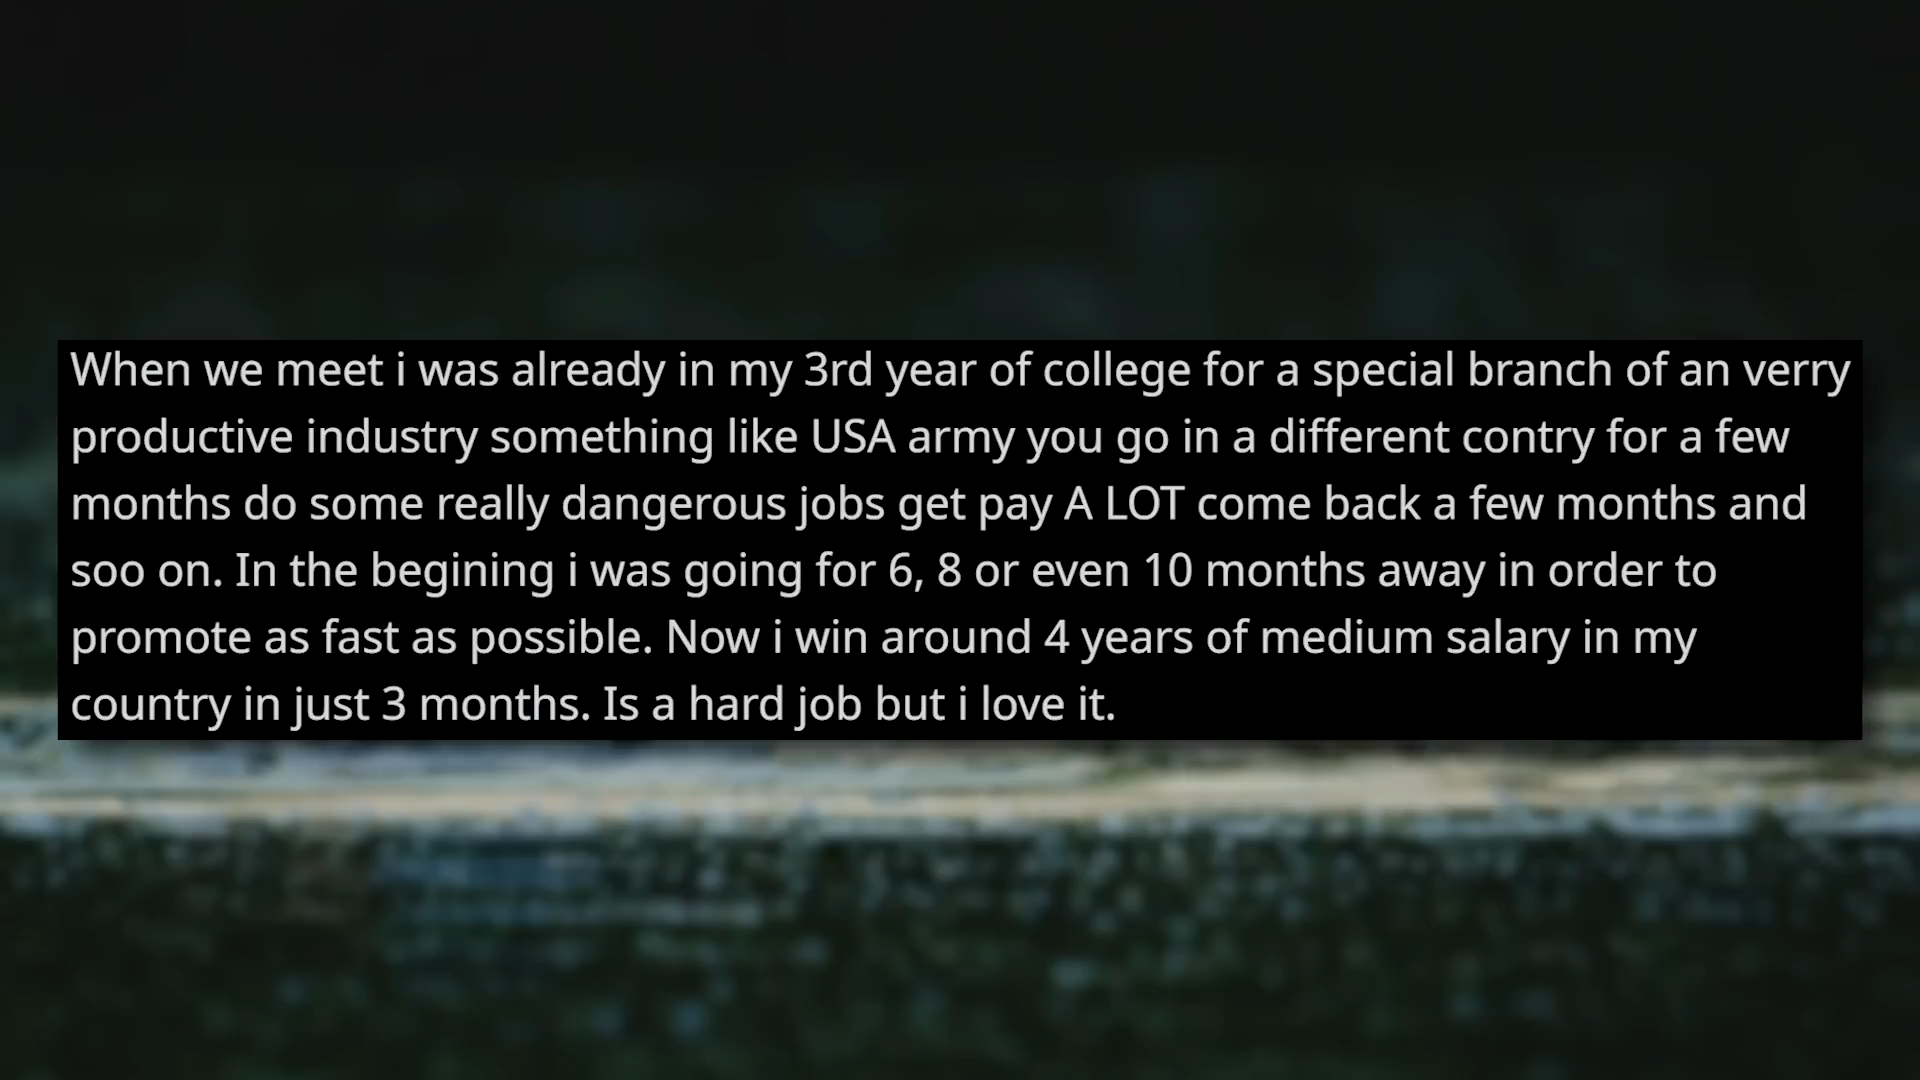 When we meet i was already in my 3rd year of college for a special branch of an verry
productive industry something like USA army you go in a different contry for a few
months do some really dangerous jobs get pay A LOT come back a few months and
soo on. In the begining i was going for 6, 8 or even 10 months away in order to
promote as fast as possible. Now i win around 4 years of medium salary in my
country in just 3 months. Is a hard job but i love it.